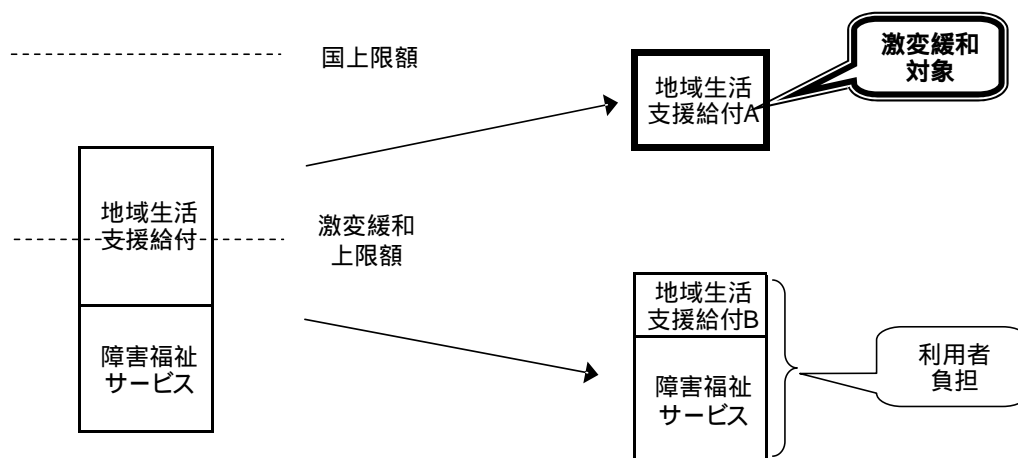 国上限額
地域生活
支援給付
激変緩和
上限額
障害福祉
サービス
地域生活
支援給付A
激変緩和
対象
地域生活
支援給付B
障害福祉
サービス
利用者
負担